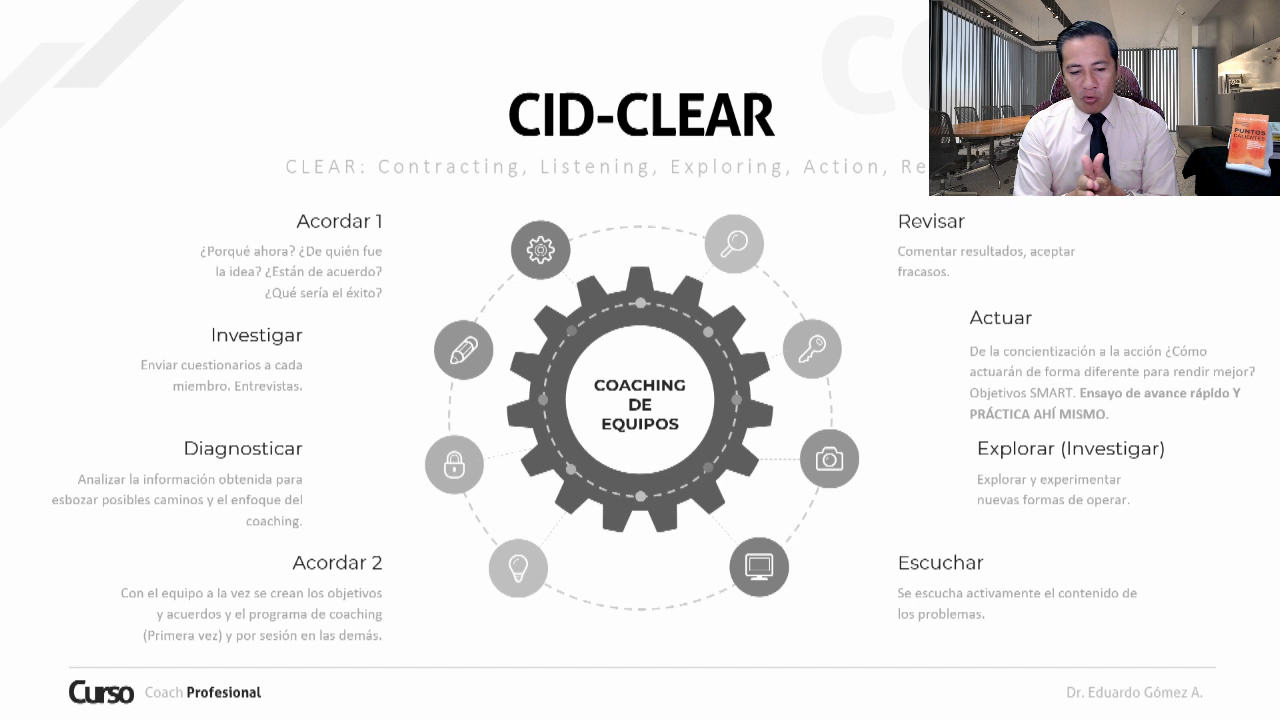 CID-CLEAR
CLEAR: Contracting, Listening, Exploring, Action, Re
Acordar 1
¿Porqué ahora? ¿De quién fue
la idea? ¿Están de acuerdo?
¿Qué sería el éxito?
Investigar
Enviar cuestionarios a cada
miembro. Entrevistas.
Diagnosticar
Analizar la información obtenida para
esbozar posibles caminos y el enfoque del
coaching.
Acordar 2
Con el equipo a la vez se crean los objetivos
y acuerdos y el programa de coaching
(Primera vez) y por sesión en las demás.
COACHING
DE
EQUIPOS
Revisar
Comentar resultados, aceptar
fracasos.
Actuar
De la concientización a la acción ¿Cómo
actuarán de forma diferente para rendir mejor?
Objetivos SMART. Ensayo de avance rápido Y
PRÁCTICA AHÍ MISMO.
Explorar (Investigar)
Explorar y experimentar
nuevas formas de operar.
Escuchar
Se escucha activamente el contenido de
los problemas.
PUNTOS
CALIENTES
Curso Coach Profesional
Dr. Eduardo Gómez A.